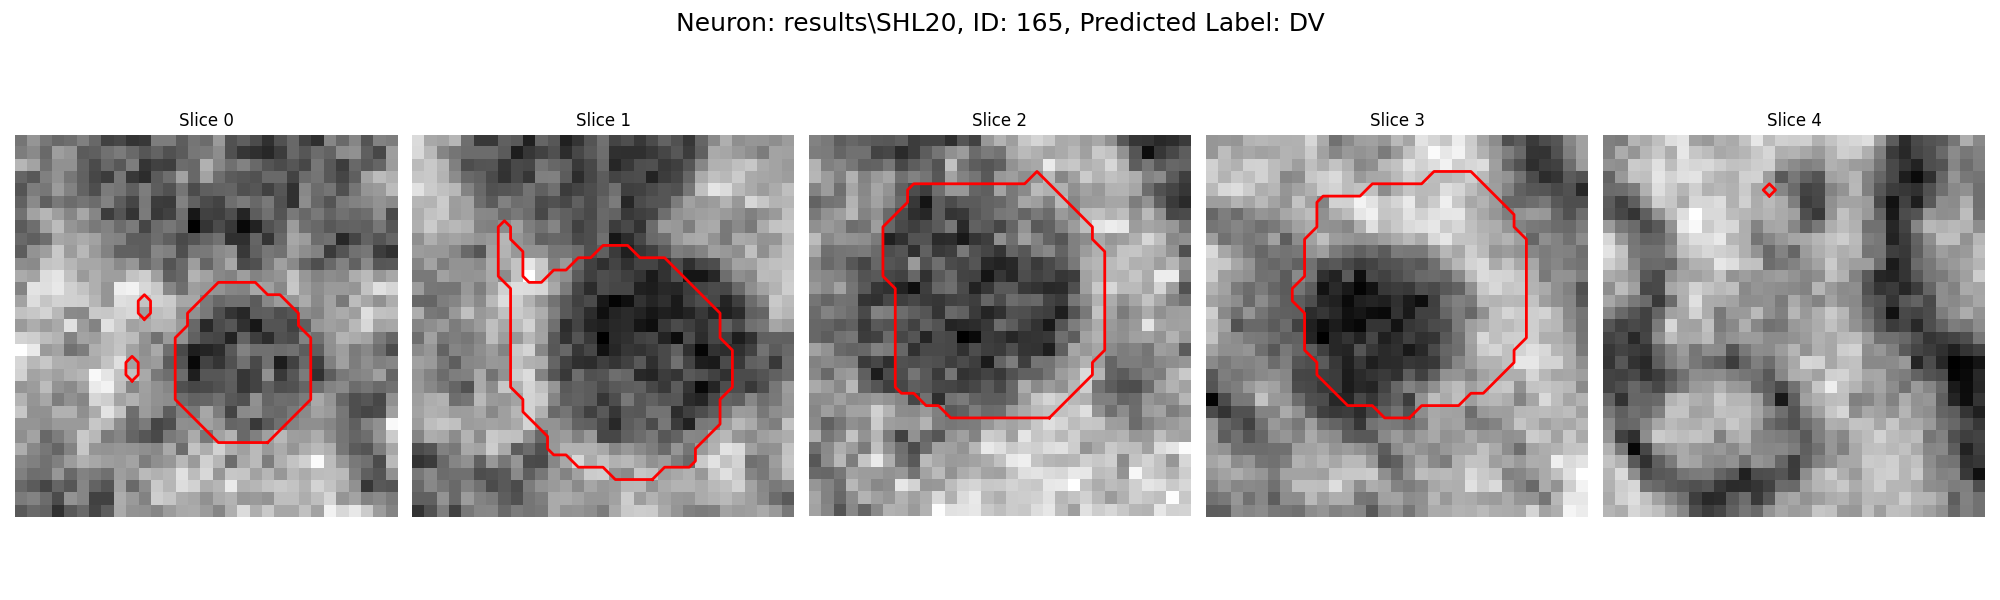 Neuron: results\SHL20, ID: 165, Predicted Label: DV
Slice 0
Slice 1
Slice 2
Slice 3
Slice 4